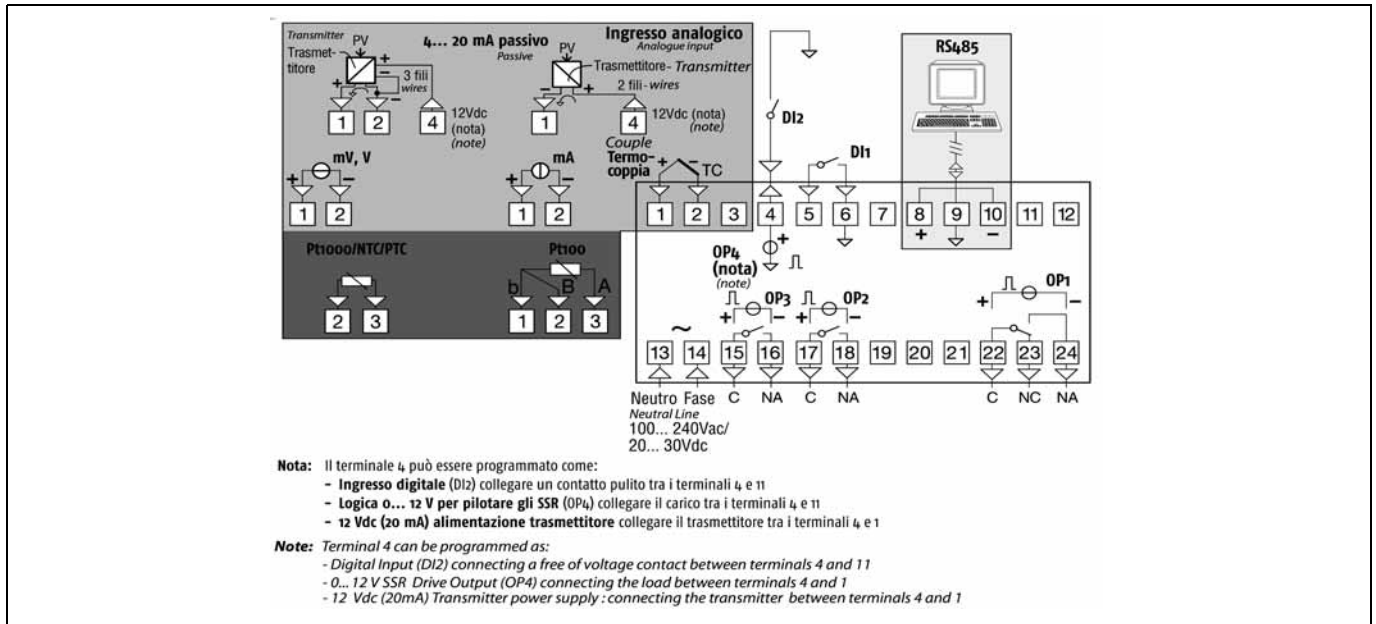 Transmitter
Trasmet-
titore
PV
4... 20 mA passivo
Passive
PV
Ingresso analogico
Analogue input
Trasmettitore - Transmitter
+
–
+
–
3 fili
wires
2 fili - wires
–
+
1
2
4
12Vdc
(nota)
(note)
1
4
12Vdc (nota)
(note)
mV, V
+
–
1
2
mA
+
–
1
2
Couple
Termo-
coppia
+
–
TC
DI2
DI1
RS485
1
2
3
4
5
6
7
8
9
10
11
12
+
–
Pt1000/NTC/PTC
2
3
Pt100
b
B
A
1
2
3
OP4
(nota)
(note)
+
OP3
+
–
OP2
+
–
OP1
+
–
~
13
14
15
16
17
18
19
20
21
22
23
24
Neutro Fase C NA C NA C NC NA
Neutral Line
100... 240Vac/
20... 30Vdc
Nota: Il terminale 4 può essere programmato come:
– Ingresso digitale (DI2) collegare un contatto pulito tra i terminali 4 e 11
– Logica 0... 12 V per pilotare gli SSR (OP4) collegare il carico tra i terminali 4 e 11
– 12 Vdc (20 mA) alimentazione trasmettitore collegare il trasmettitore tra i terminali 4 e 1
Note: Terminal 4 can be programmed as:
- Digital Input (DI2) connecting a free of voltage contact between terminals 4 and 11
- 0... 12 V SSR Drive Output (OP4) connecting the load between terminals 4 and 1
- 12 Vdc (20mA) Transmitter power supply : connecting the transmitter between terminals 4 and 1